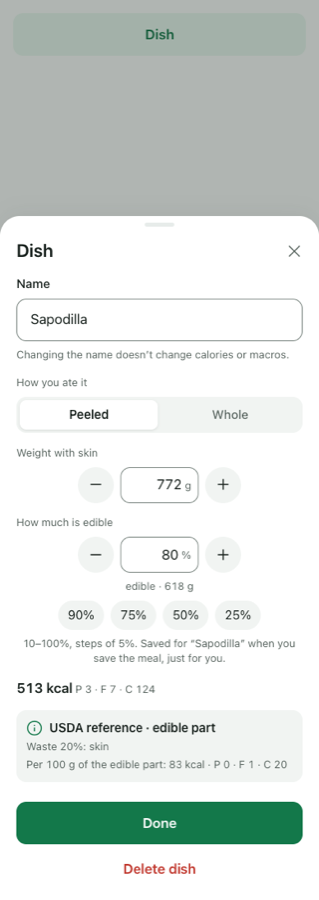 Dish
Dish
Name
Sapodilla
Changing the name doesn't change calories or macros.
How you ate it
Peeled
Whole
Weight with skin
− 772 g +
How much is edible
− 80 % +
edible · 618 g
90% 75% 50% 25%
10–100%, steps of 5%. Saved for “Sapodilla” when you
save the meal, just for you.
513 kcal P 3 · F 7 · C 124
USDA reference · edible part
Waste 20%: skin
Per 100 g of the edible part: 83 kcal · P 0 · F 1 · C 20
Done
Delete dish